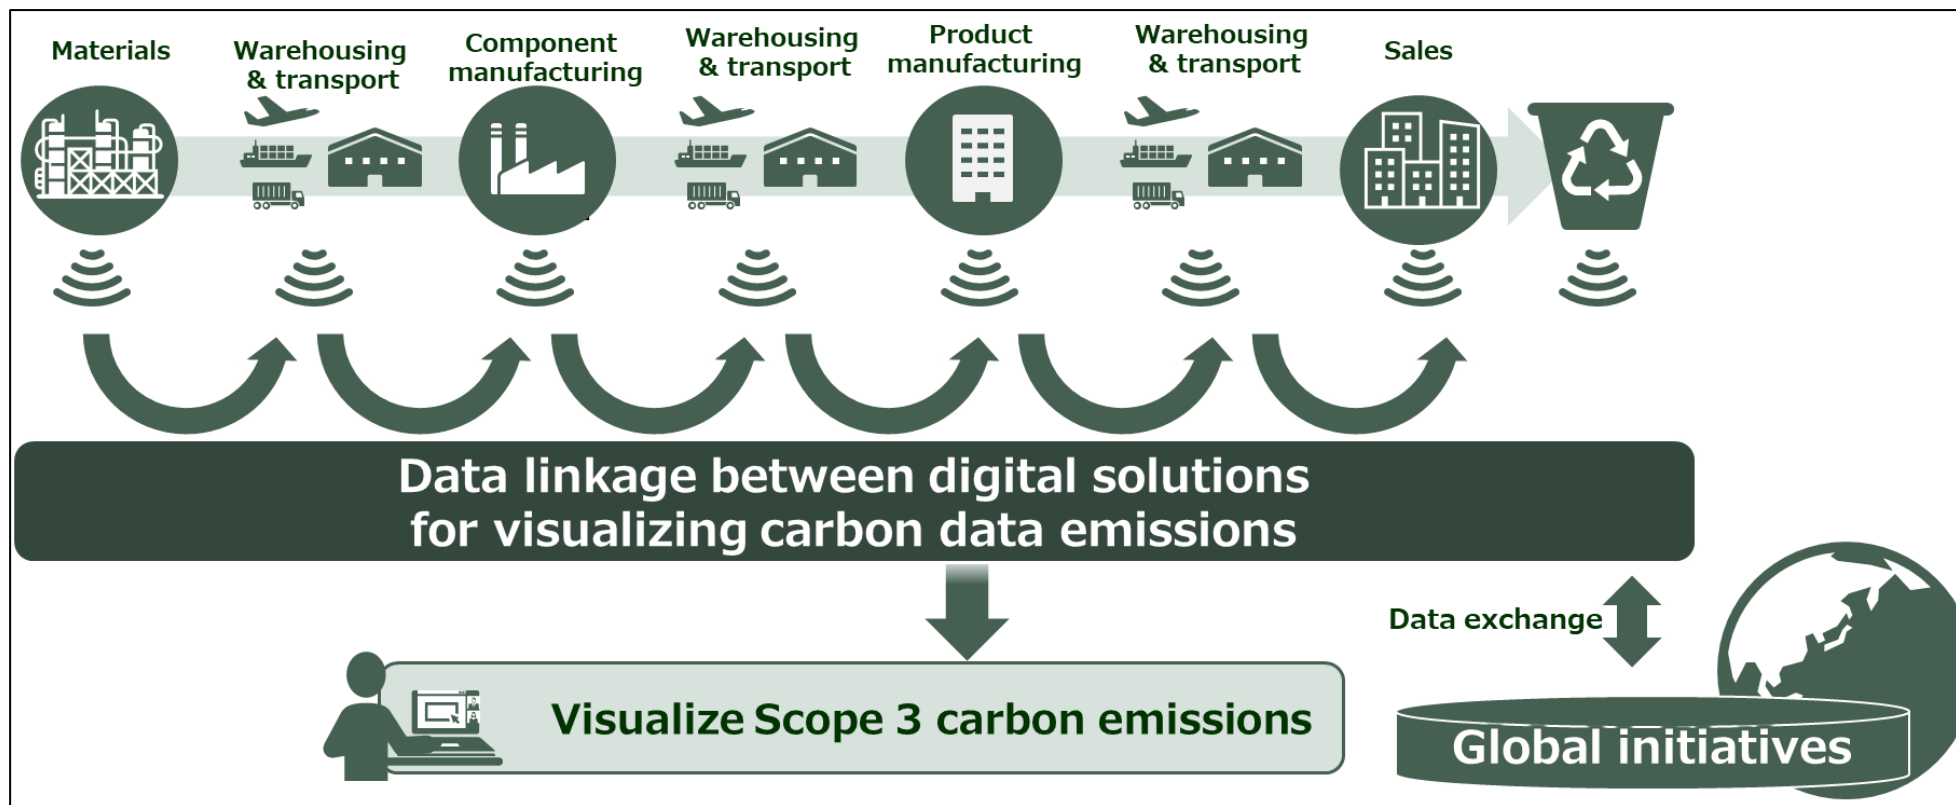 Materials
Warehousing
& transport
Component
manufacturing
Warehousing
& transport
Product
manufacturing
Warehousing
& transport
Sales
Data linkage between digital solutions
for visualizing carbon data emissions
Data exchange
Visualize Scope 3 carbon emissions
Global initiatives